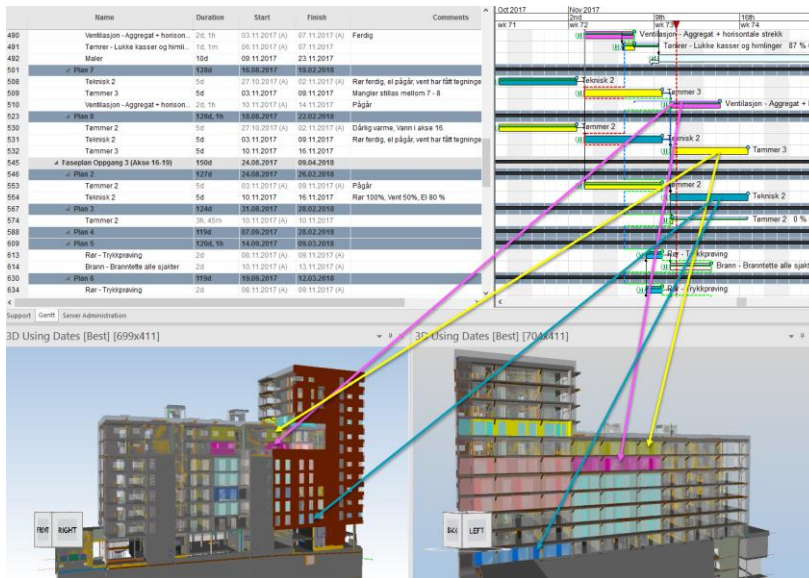 Oct 2017 Nov 2017
Name Duration Start Finish Comments 2nd 9th 16th
wk 71 wk 72 wk 73 wk 74
490 Ventilasjon - Aggregat + horison... 2d, 1h 03.11.2017 (A) 07.11.2017 (A) Ferdig Ventilasjon - Aggregat + horisontale strekk
491 Tømrer - Lukke kasser og himli... 1d, 1m 06.11.2017 (A) 07.11.2017 Tømrer - Lukke kasser og himlinger 87 %
492 Maler 10d 09.11.2017 23.11.2017
501 Plan 7 128d 16.08.2017 19.02.2018
508 Teknisk 2 5d 27.10.2017 (A) 02.11.2017 (A) Rør ferdig, el pågår, vent har fått tegninge Teknisk 2
509 Tømmer 3 5d 03.11.2017 (A) 09.11.2017 Mangler stillas mellom 7 - 8 Tømmer 3
510 Ventilasjon - Aggregat + horison... 2d, 1h 10.11.2017 (A) 14.11.2017 Pågår Ventilasjon - Aggregat + h
523 Plan 8 128d, 1h 18.08.2017 22.02.2018
530 Tømmer 2 5d 27.10.2017 (A) 02.11.2017 (A) Dårlig varme, Vann i akse 16. Tømmer 2
531 Teknisk 2 5d 03.11.2017 (A) 09.11.2017 (A) Rør ferdig, el pågår, vent har fått tegninge Teknisk 2
532 Tømmer 3 5d 10.11.2017 16.11.2017 Tømmer 3
545 Faseplan Oppgang 3 (Akse 16-19) 150d 24.08.2017 09.04.2018
546 Plan 2 127d 24.08.2017 26.02.2018
553 Tømmer 2 5d 03.11.2017 (A) 09.11.2017 (A) Pågår Tømmer 2
554 Teknisk 2 5d 10.11.2017 16.11.2017 Rør 100%, Vent 50%, El 80 % Teknisk 2
567 Plan 3 124d 31.08.2017 28.02.2018
574 Tømmer 2 3h, 45m 10.11.2017 (A) 10.11.2017 Tømmer 2 0 %
588 Plan 4 119d 07.09.2017 28.02.2018
609 Plan 5 120d, 1h 14.09.2017 09.03.2018
613 Rør - Trykkprøving 2d 08.11.2017 (A) 09.11.2017 (A) Rør - Trykkprøving
614 Brann - Branntette alle sjakter 2d 10.11.2017 (A) 13.11.2017 (A) Brann - Branntette alle sjakter
630 Plan 6 119d 19.09.2017 12.03.2018
634 Rør - Trykkprøving 2d 08.11.2017 (A) 09.11.2017 (A) Rør - Trykkprøving
Support Gantt Server Administration
3D Using Dates [Best] [699x411] 3D Using Dates [Best] [704x411]
FRONT RIGHT BACK LEFT